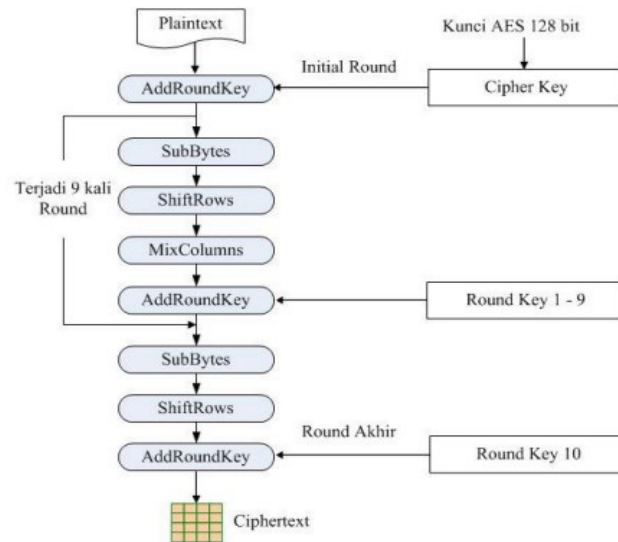 Plaintext
Kunci AES 128 bit
Initial Round
AddRoundKey
Cipher Key
SubBytes
Terjadi 9 kali
Round
ShiftRows
MixColumns
AddRoundKey
Round Key 1 - 9
SubBytes
ShiftRows
Round Akhir
AddRoundKey
Round Key 10
Ciphertext